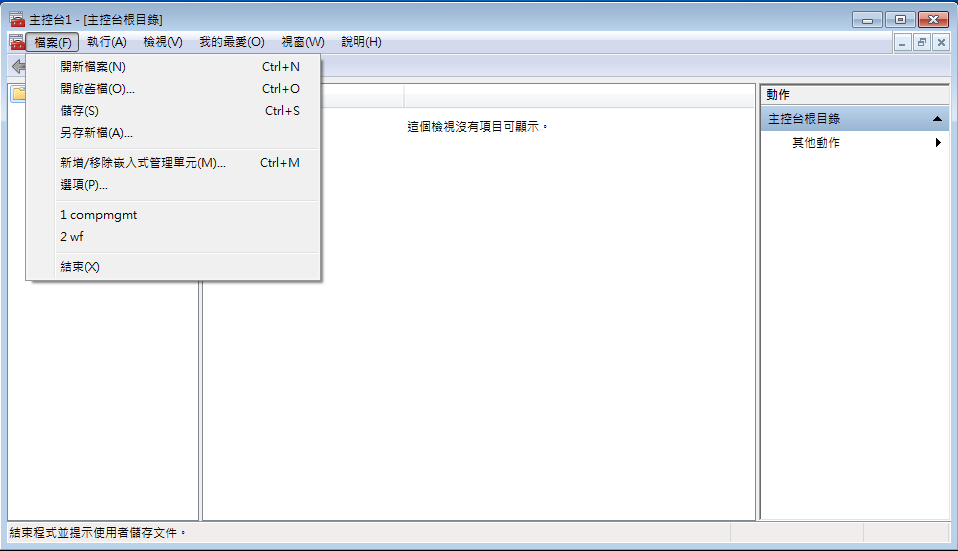 主控台1 - [主控台根目錄]
檔案(F) 執行(A) 檢視(V) 我的最愛(O) 視窗(W) 說明(H)
開新檔案(N) Ctrl+N
開啟舊檔(O)... Ctrl+O
儲存(S) Ctrl+S
另存新檔(A)...
新增/移除嵌入式管理單元(M)... Ctrl+M
選項(P)...
1 compmgmt
2 wf
結束(X)
這個檢視沒有項目可顯示。
動作
主控台根目錄
其他動作
結束程式並提示使用者儲存文件。